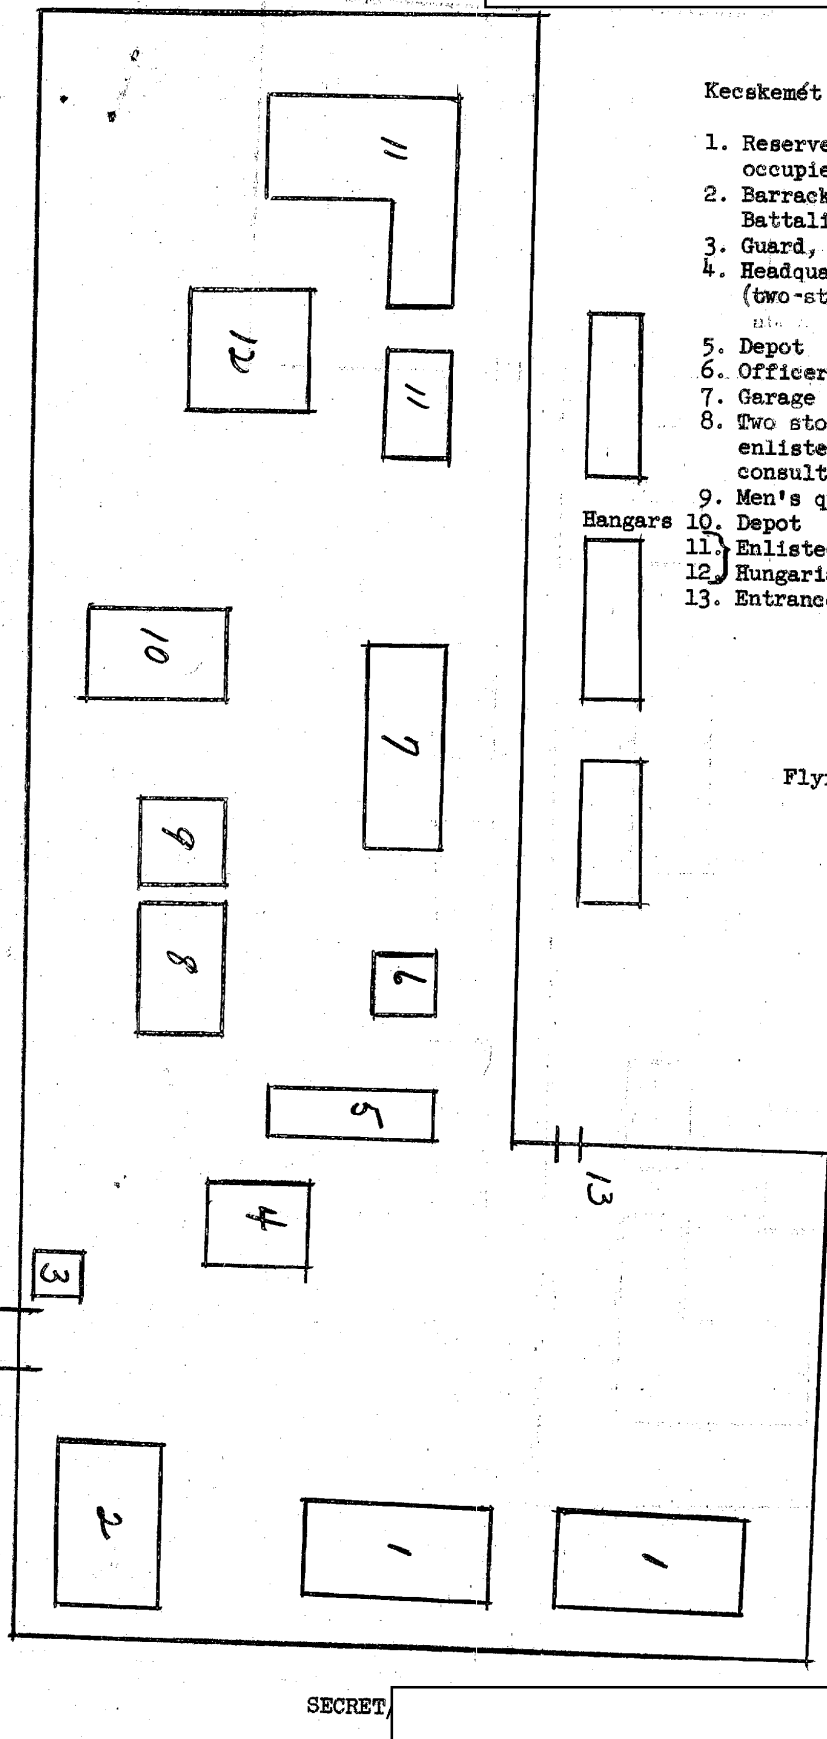 Kecskemét
1. Reserve
occupie
2. Barrack
Battali
3. Guard,
4. Headqua
(two-st
5. Depot
6. Officer
7. Garage
8. Two sto
enliste
consult
9. Men's q
Hangars 10. Depot
11. Enliste
12. Hungari
13. Entranc
Fly
11
12
11
10
7
9
8
6
5
4
13
3
2
1
1
SECRET/